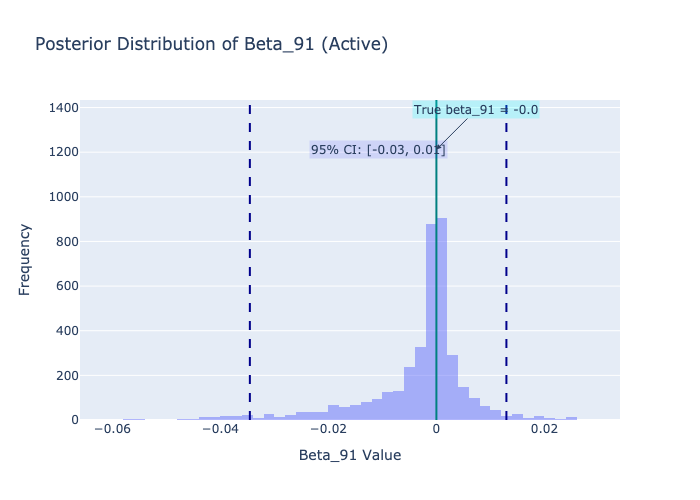 Posterior Distribution of Beta_91 (Active)
1400
1200
1000
800
600
400
200
0
Frequency
True beta_91 = -0.0
95% CI: [-0.03, 0.01]
−0.06
−0.04
−0.02
0
0.02
Beta_91 Value